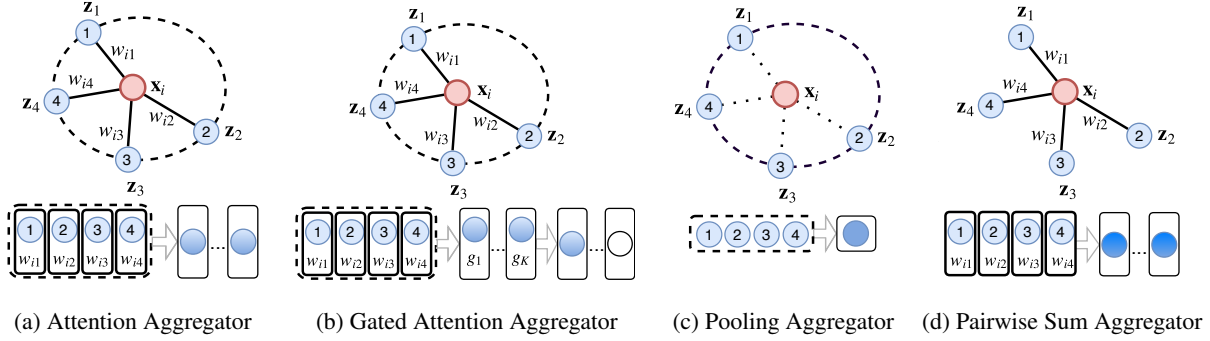 z1
1
wi1
wi4
xi
z4
4
wi2
wi3
2
z2
3
z3
1 2 3 4
wi1 wi2 wi3 wi4
...
(a) Attention Aggregator
z1
1
wi1
wi4
xi
z4
4
wi2
wi3
2
z2
3
z3
1 2 3 4
wi1 wi2 wi3 wi4
g1 ... gK
...
(b) Gated Attention Aggregator
z1
1
xi
z4
4
2
z2
3
z3
1 2 3 4
(c) Pooling Aggregator
z1
1
wi1
wi4
xi
z4
4
wi2
wi3
2
z2
3
z3
1 2 3 4
wi1 wi2 wi3 wi4
...
(d) Pairwise Sum Aggregator